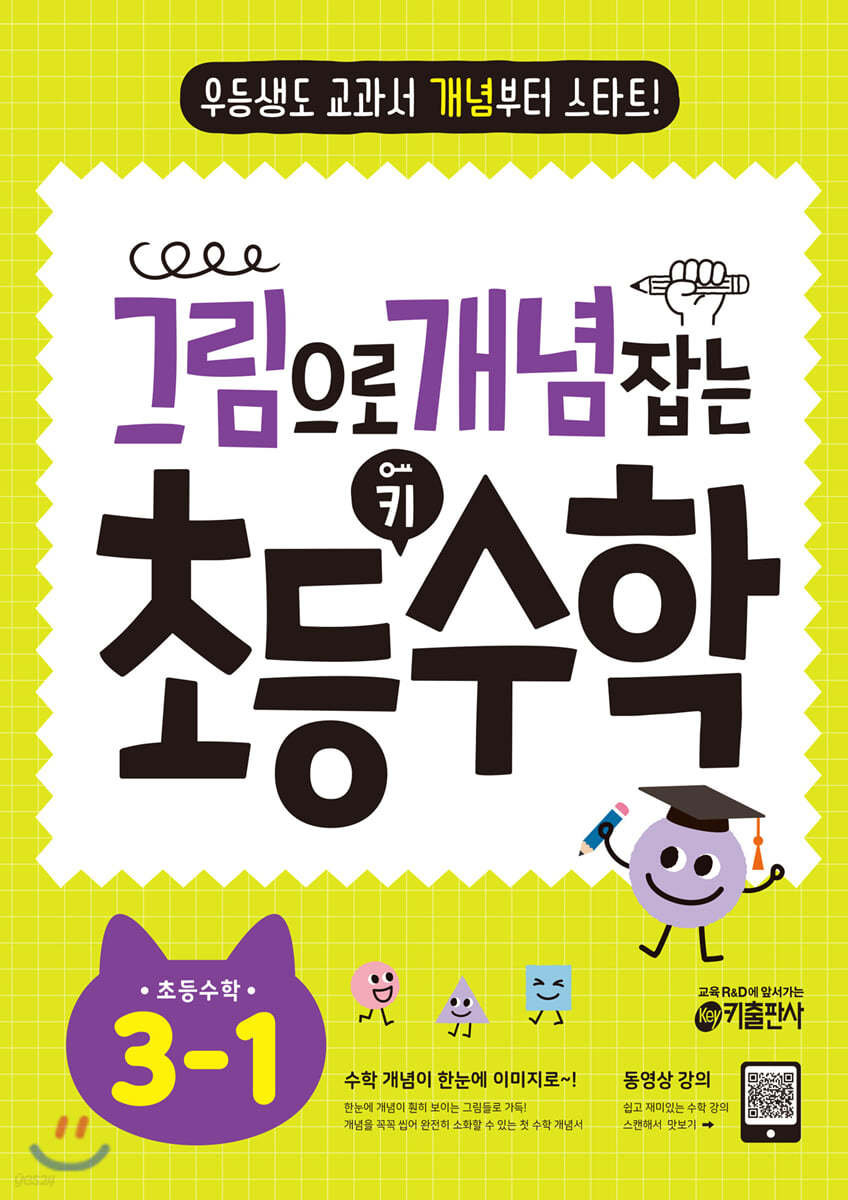 우등생도 교과서 개념부터 스타트!
그림으로개념잡는
키
초등수학
• 초등수학 •
3-1
수학 개념이 한눈에 이미지로~!
한눈에 개념이 훤히 보이는 그림들로 가득!
개념을 꼭꼭 씹어 완전히 소화할 수 있는 첫 수학 개념서
동영상 강의
쉽고 재미있는 수학 강의
스캔해서 맛보기 ➡
교육 R&D에 앞서가는
Key 키출판사
yes24